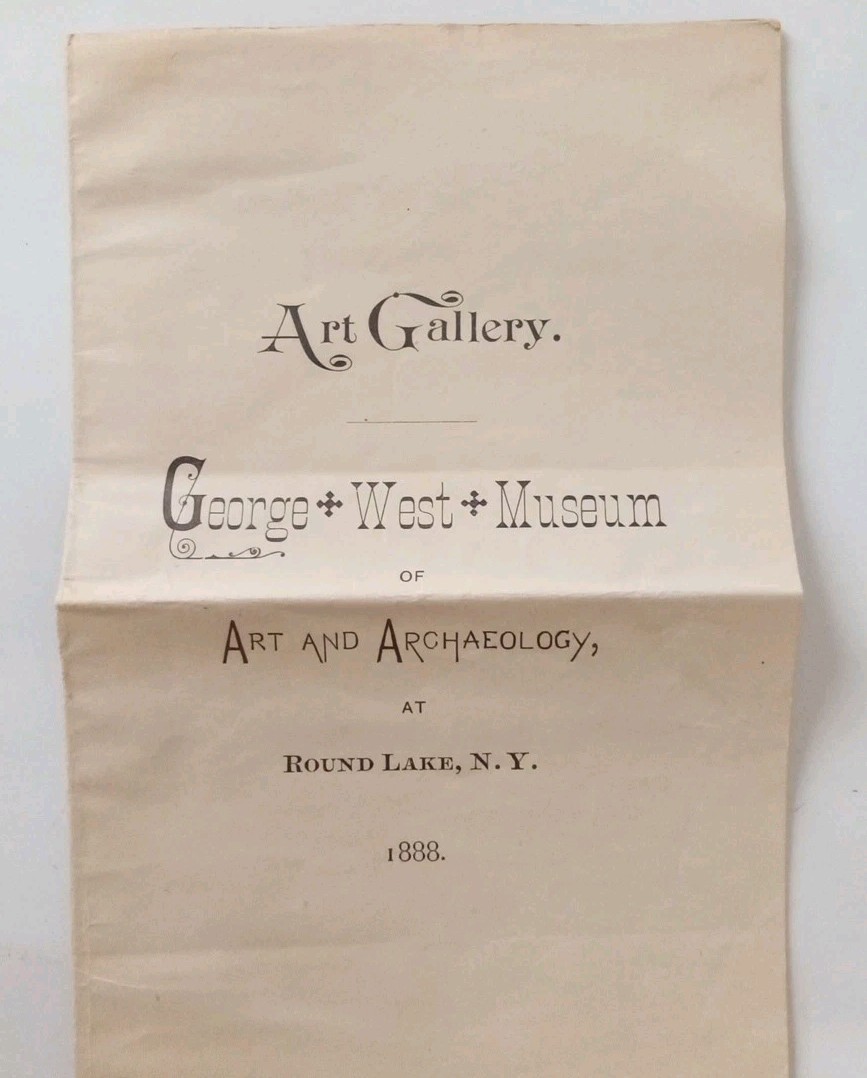 Art Gallery.
George ✣ West ✣ Museum
OF
ART AND ARCHAEOLOGY,
AT
ROUND LAKE, N. Y.
1888.